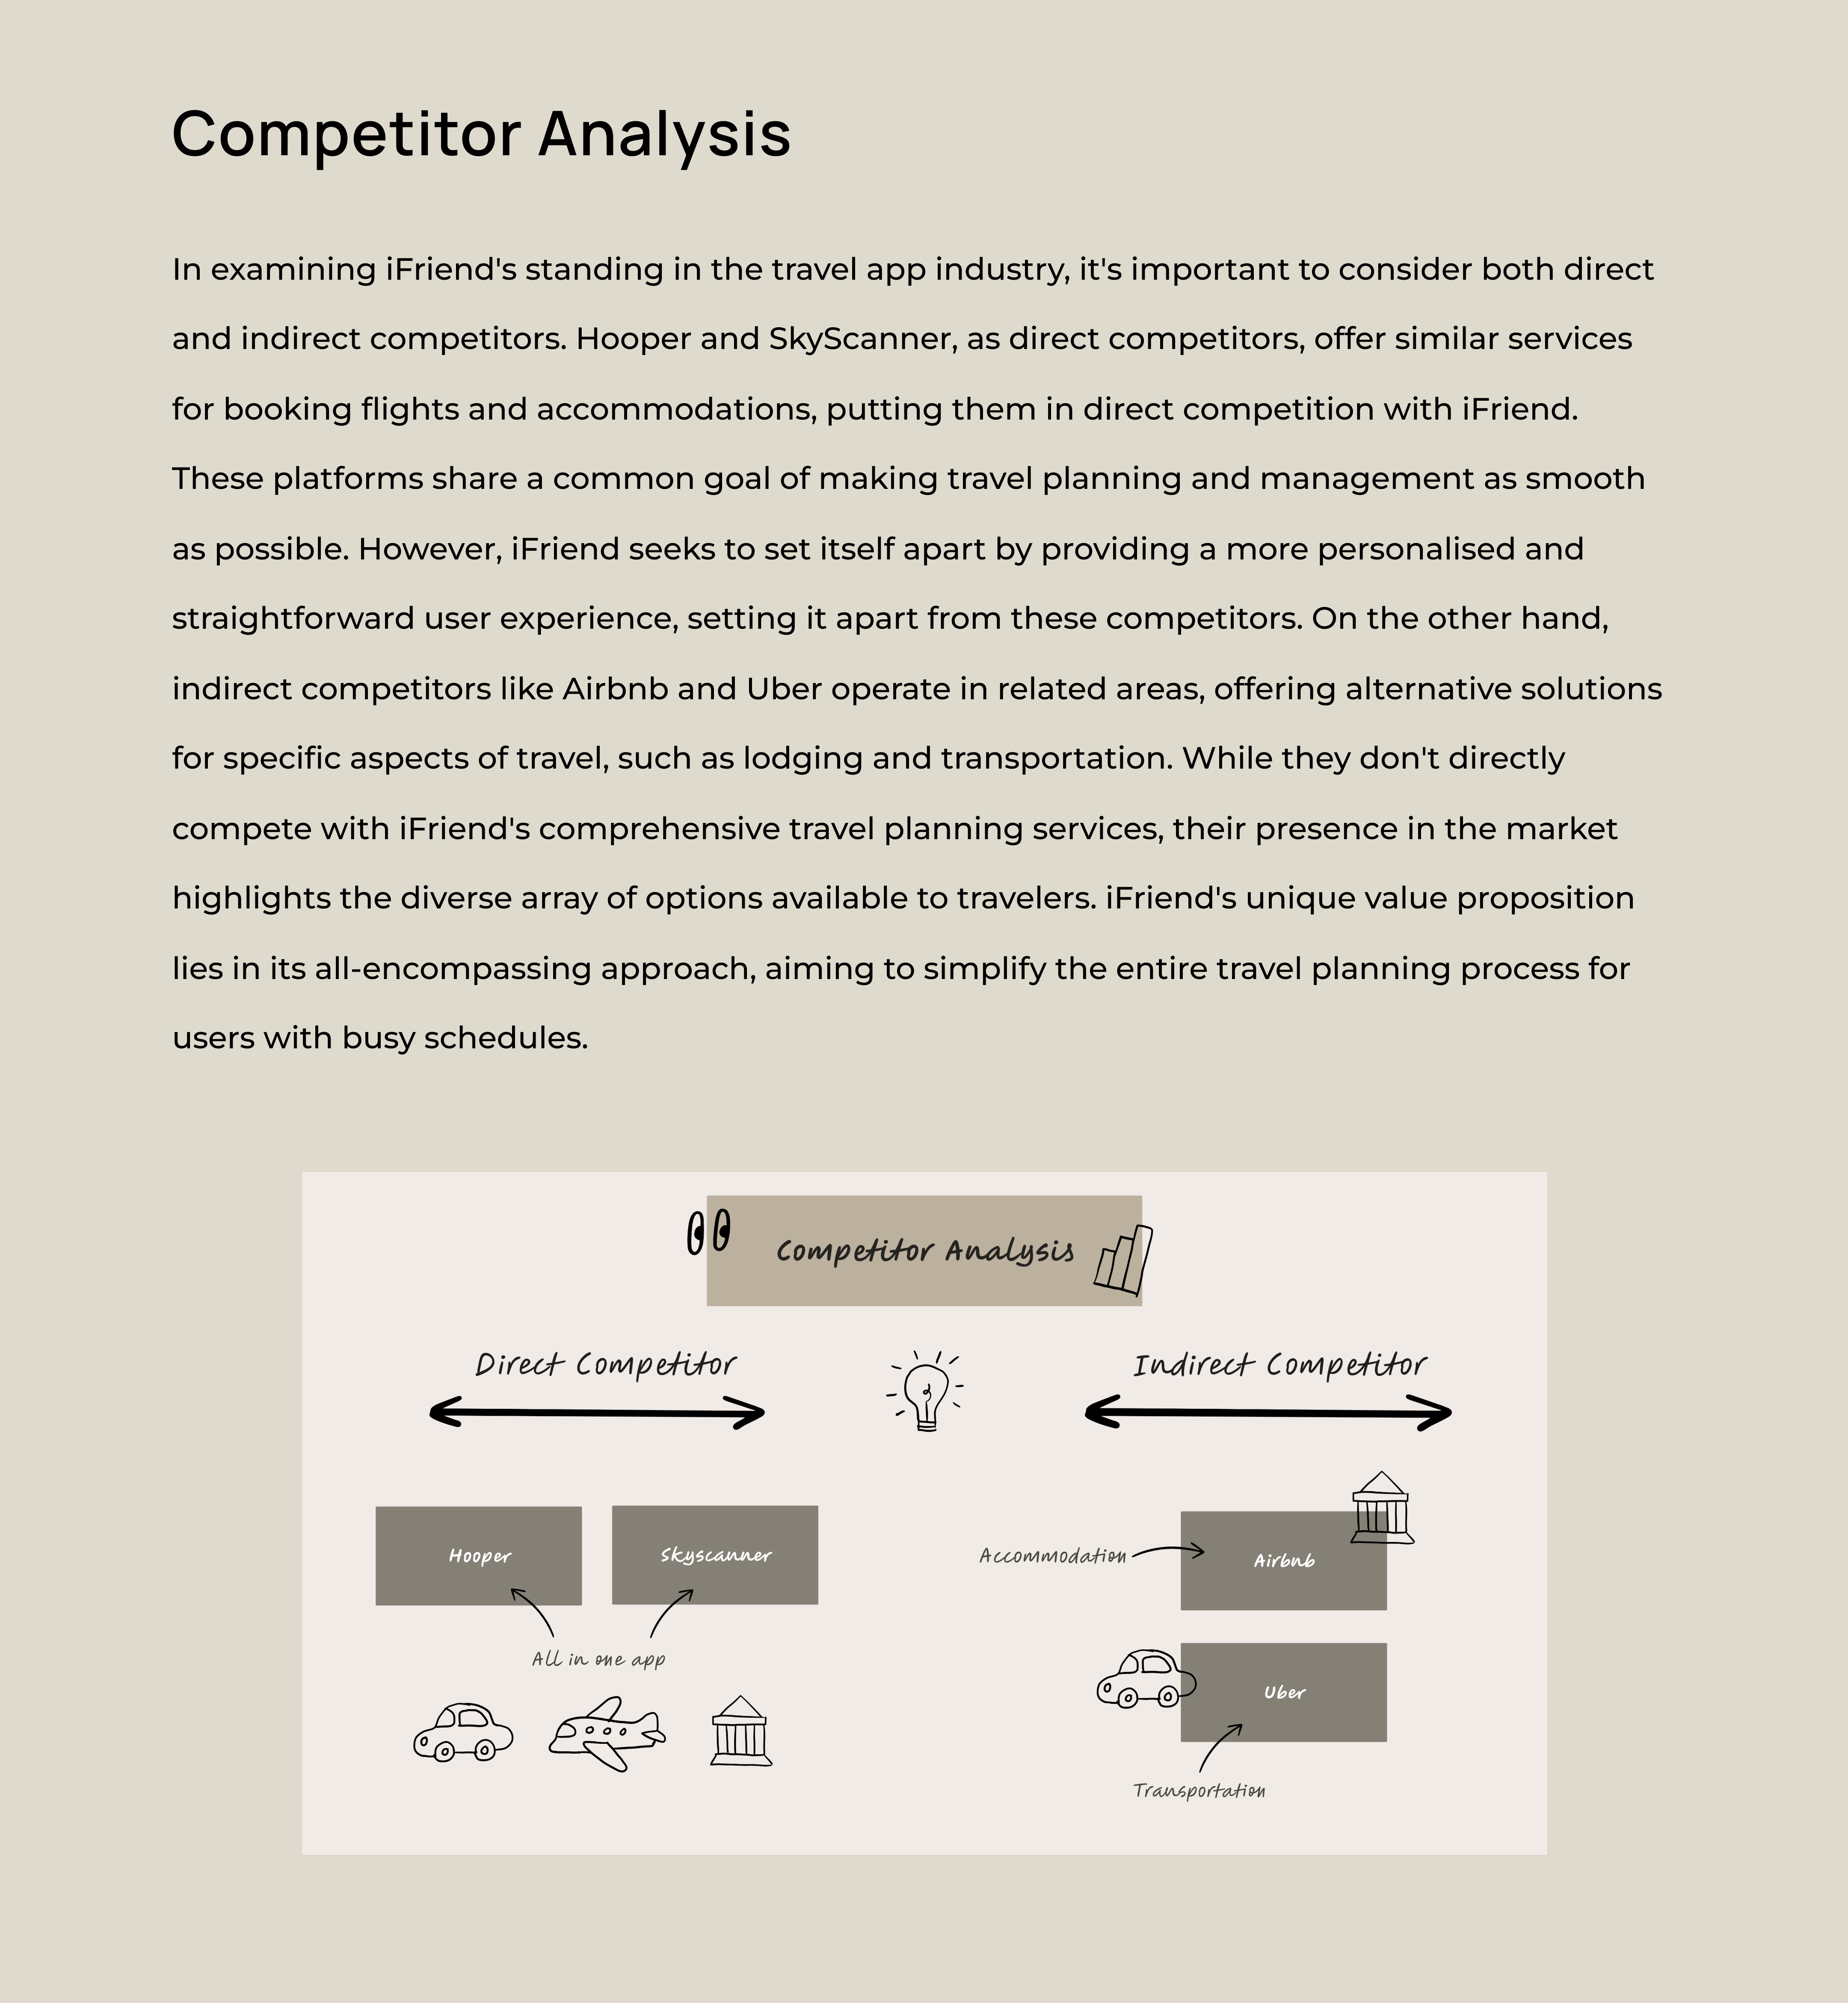 Competitor Analysis
In examining iFriend's standing in the travel app industry, it's important to consider both direct
and indirect competitors. Hooper and SkyScanner, as direct competitors, offer similar services
for booking flights and accommodations, putting them in direct competition with iFriend.
These platforms share a common goal of making travel planning and management as smooth
as possible. However, iFriend seeks to set itself apart by providing a more personalised and
straightforward user experience, setting it apart from these competitors. On the other hand,
indirect competitors like Airbnb and Uber operate in related areas, offering alternative solutions
for specific aspects of travel, such as lodging and transportation. While they don't directly
compete with iFriend's comprehensive travel planning services, their presence in the market
highlights the diverse array of options available to travelers. iFriend's unique value proposition
lies in its all-encompassing approach, aiming to simplify the entire travel planning process for
users with busy schedules.
Competitor Analysis
Direct Competitor
Indirect Competitor
Hooper
Skyscanner
All in one app
Accommodation
Airbnb
Uber
Transportation